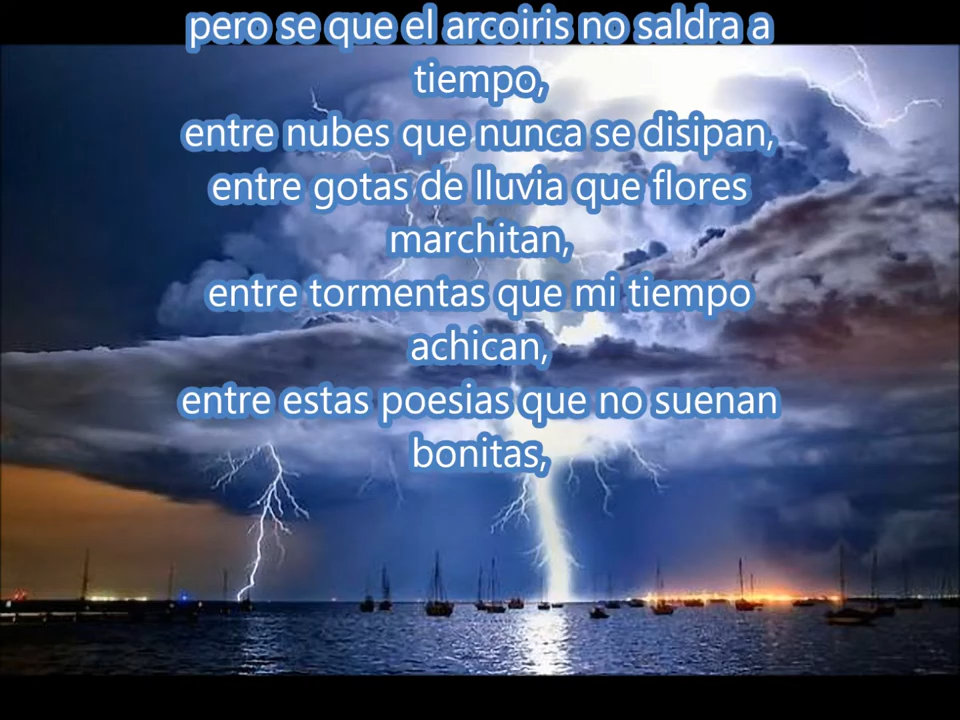 pero se que el arcoiris no saldra a
tiempo,
entre nubes que nunca se disipan,
entre gotas de lluvia que flores
marchitan,
entre tormentas que mi tiempo
achican,
entre estas poesias que no suenan
bonitas,